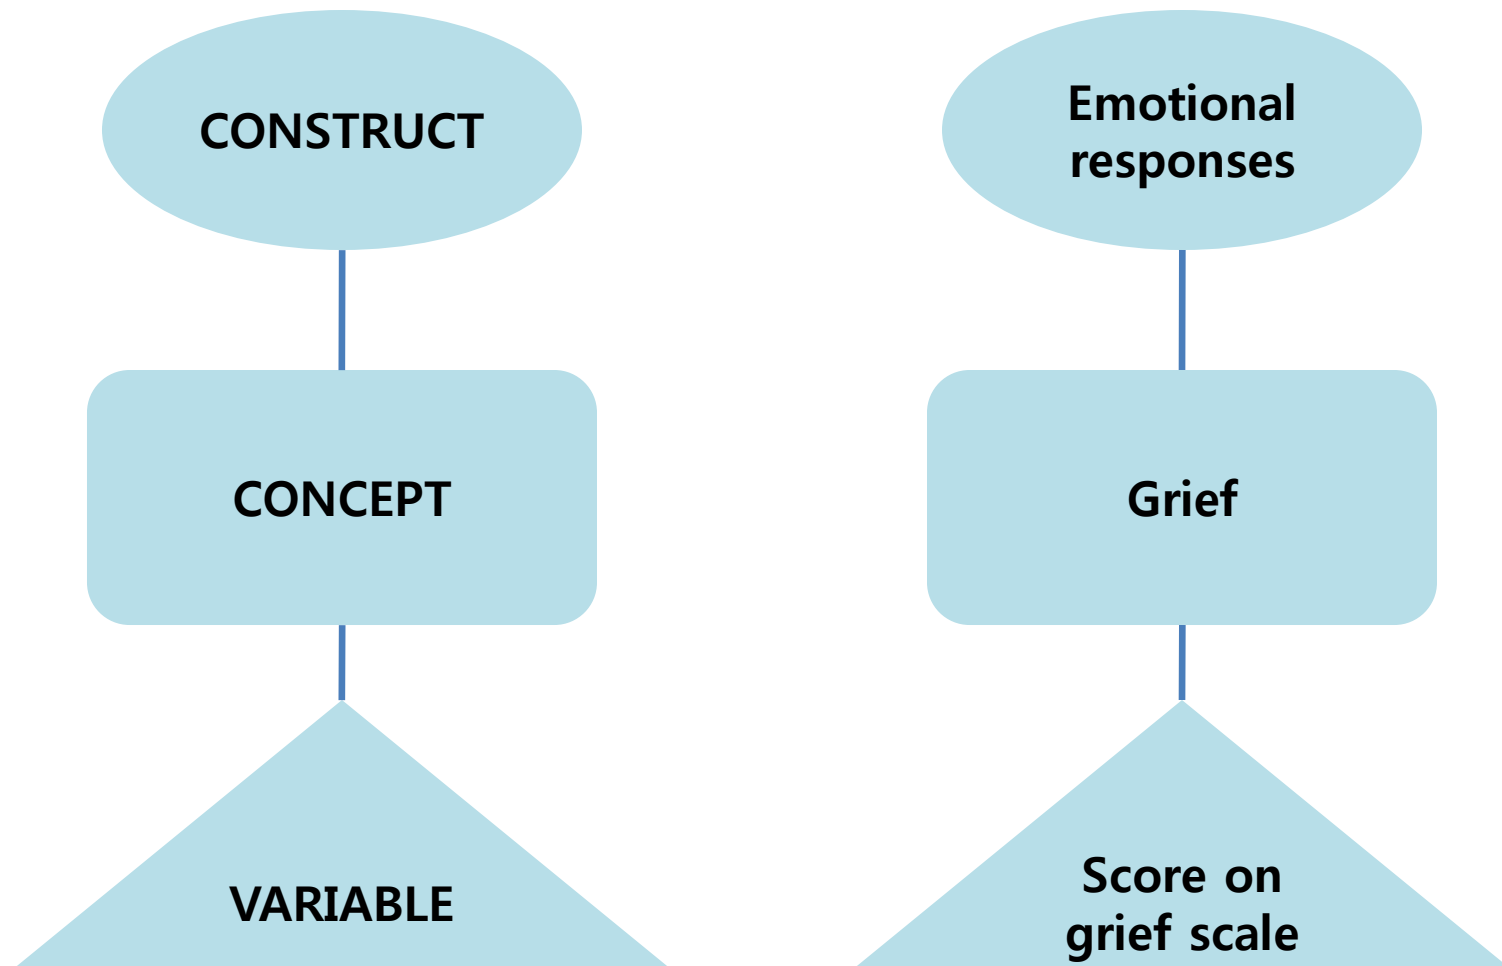 CONSTRUCT
CONCEPT
VARIABLE
Emotional
responses
Grief
Score on
grief scale